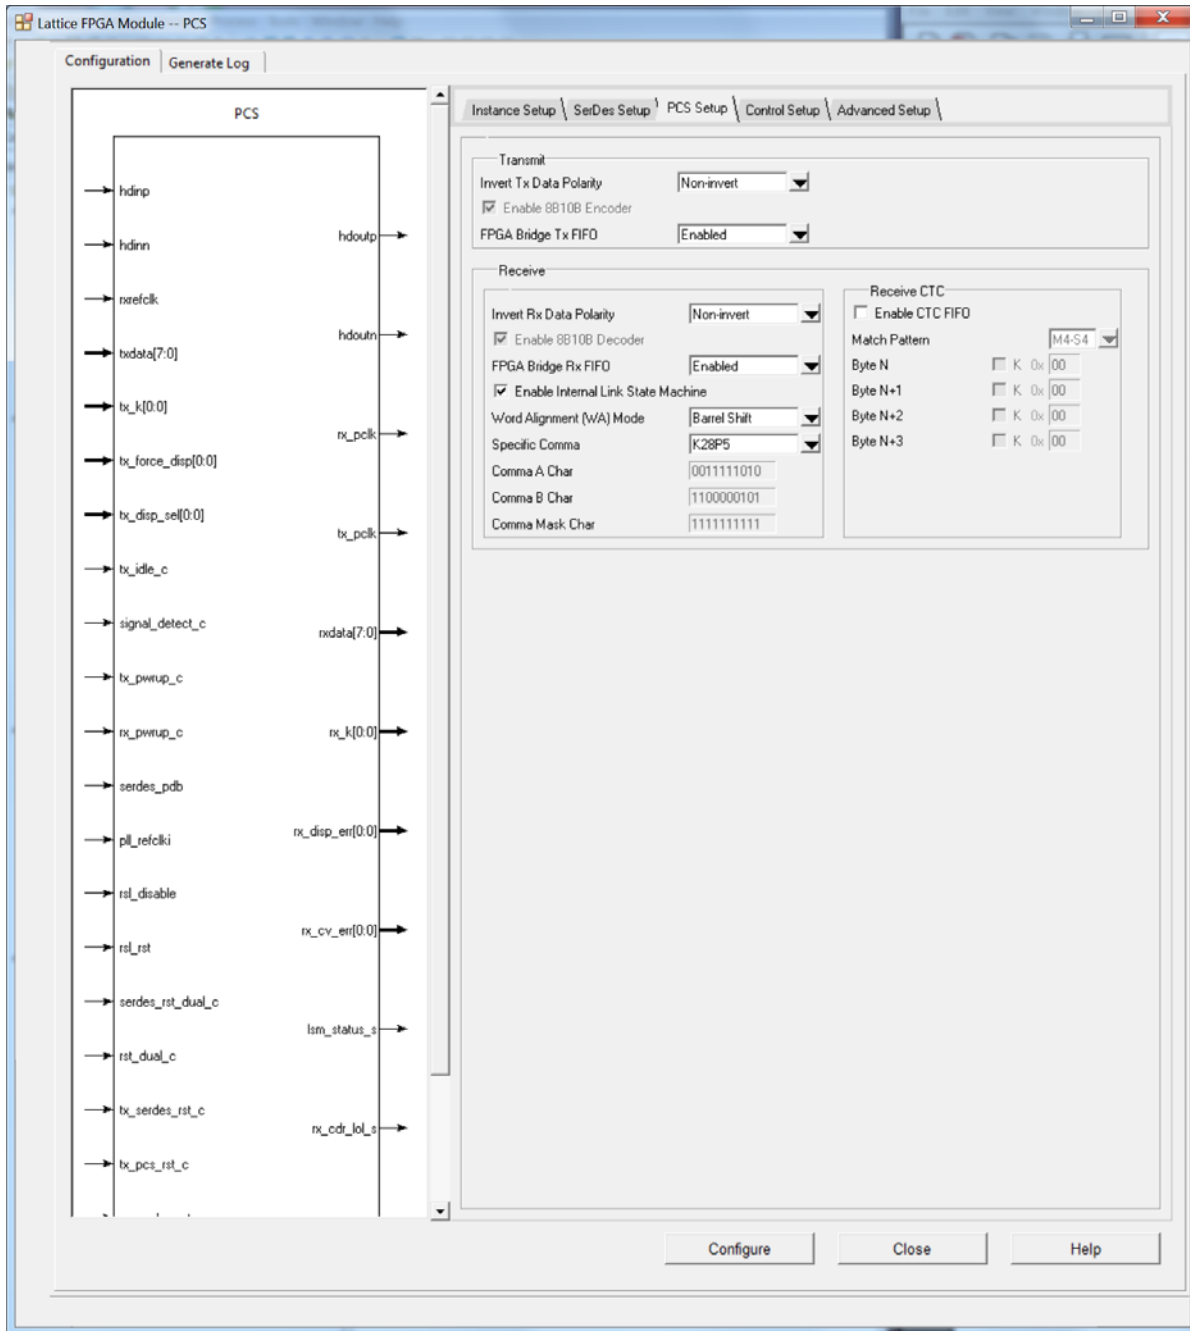 Lattice FPGA Module -- PCS
Configuration
Generate Log
PCS
hdinp
hdinn
rxrefclk
txdata[7:0]
tx_k[0:0]
tx_force_disp[0:0]
tx_disp_sel[0:0]
tx_idle_c
signal_detect_c
tx_pwrup_c
rx_pwrup_c
serdes_pdb
pll_refclki
rsl_disable
rsl_rst
serdes_rst_dual_c
rst_dual_c
tx_serdes_rst_c
tx_pcs_rst_c
hdoutp
hdoutn
rx_pclk
tx_pclk
rxdata[7:0]
rx_k[0:0]
rx_disp_err[0:0]
rx_cv_err[0:0]
lsm_status_s
rx_cdr_lol_s
Instance Setup
SerDes Setup
PCS Setup
Control Setup
Advanced Setup
Transmit
Invert Tx Data Polarity Non-invert
Enable 8B10B Encoder
FPGA Bridge Tx FIFO Enabled
Receive
Invert Rx Data Polarity Non-invert
Enable 8B10B Decoder
FPGA Bridge Rx FIFO Enabled
Enable Internal Link State Machine
Word Alignment (WA) Mode Barrel Shift
Specific Comma K28P5
Comma A Char 0011111010
Comma B Char 1100000101
Comma Mask Char 1111111111
Receive CTC
Enable CTC FIFO
Match Pattern M4-S4
Byte N K 0x 00
Byte N+1 K 0x 00
Byte N+2 K 0x 00
Byte N+3 K 0x 00
Configure
Close
Help